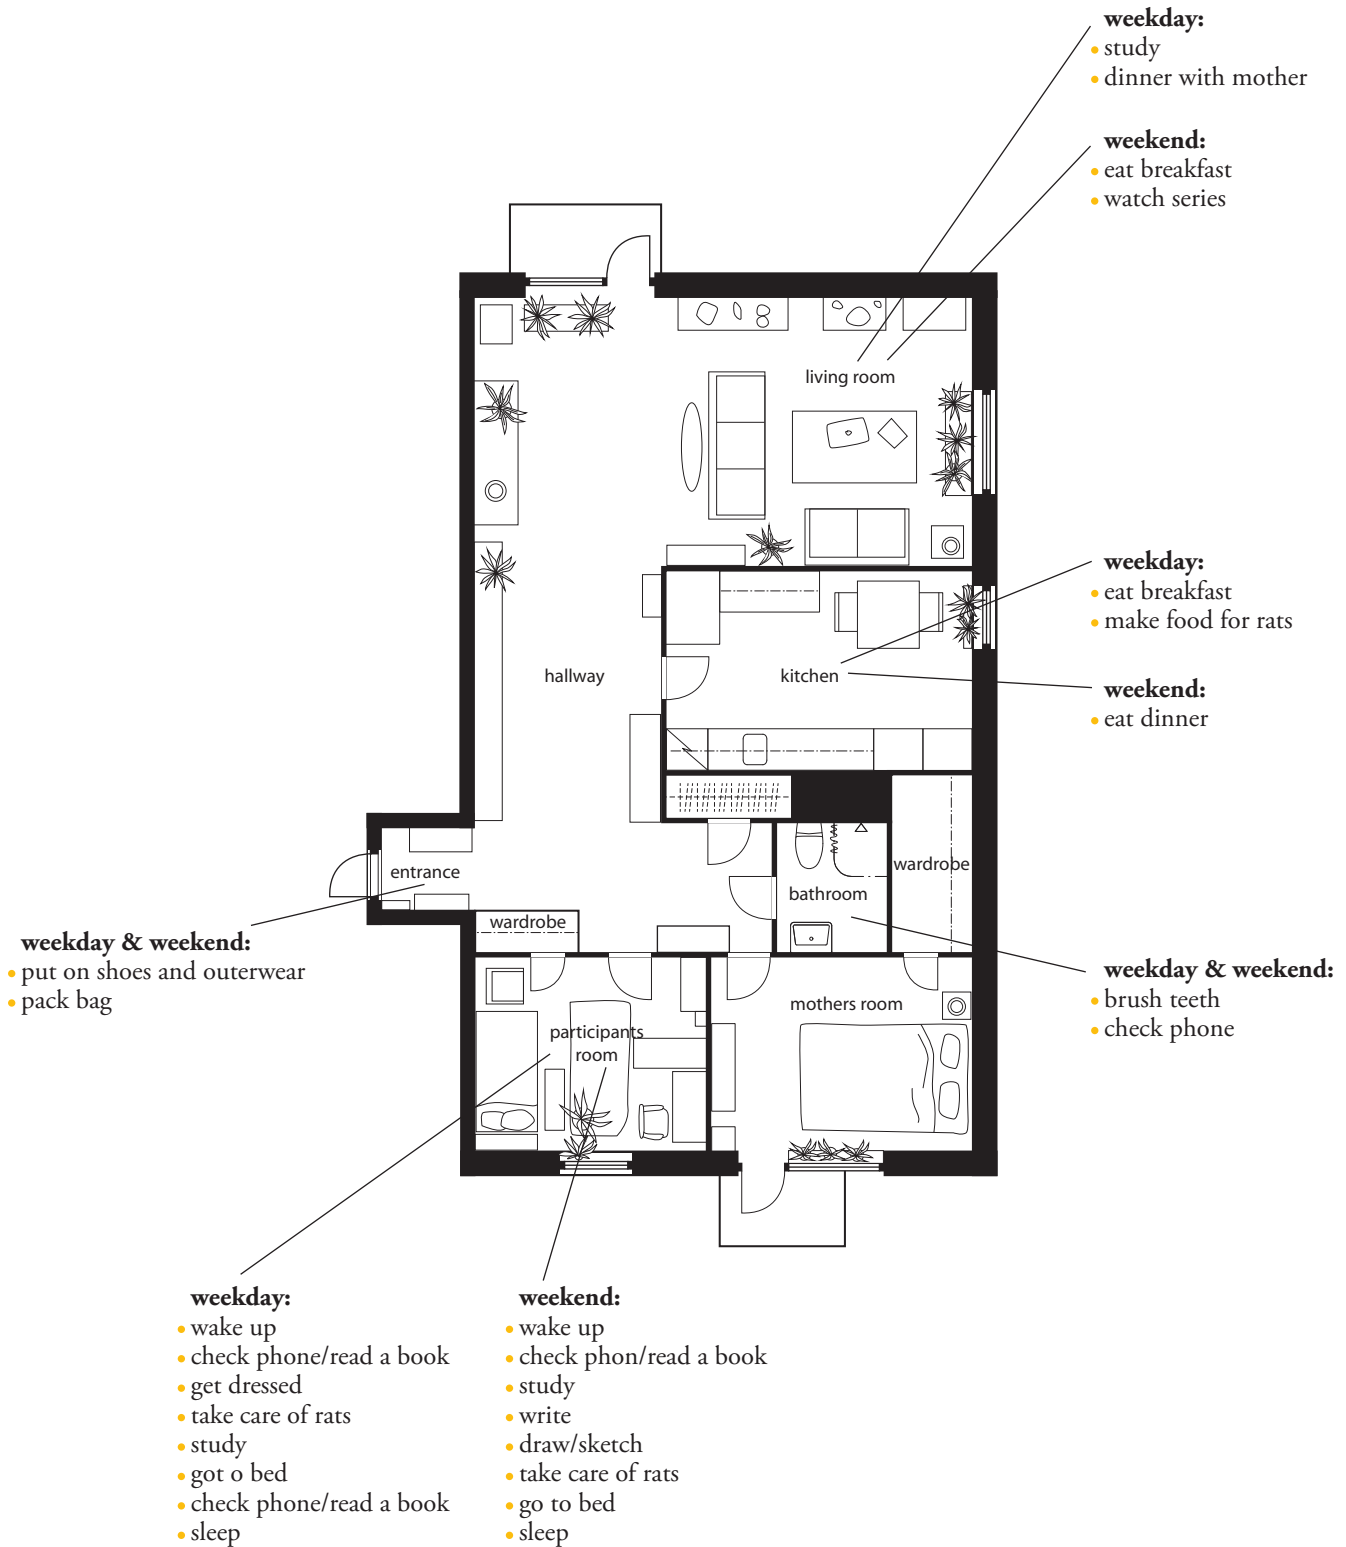 weekday:
• study
• dinner with mother
weekend:
• eat breakfast
• watch series
living room
weekday:
• eat breakfast
• make food for rats
hallway
kitchen
weekend:
• eat dinner
entrance
wardrobe
bathroom
wardrobe
weekday & weekend:
• put on shoes and outerwear
• pack bag
weekday & weekend:
• brush teeth
• check phone
mothers room
participants
room
weekday:
• wake up
• check phone/read a book
• get dressed
• take care of rats
• study
• got o bed
• check phone/read a book
• sleep
weekend:
• wake up
• check phon/read a book
• study
• write
• draw/sketch
• take care of rats
• go to bed
• sleep